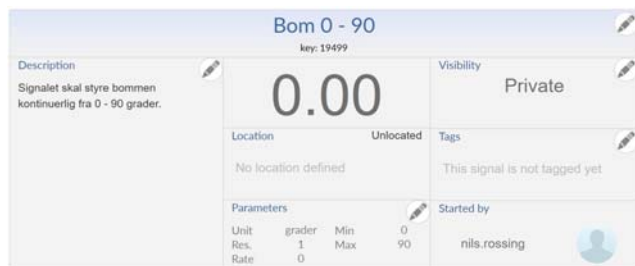 Bom 0 - 90
key: 19499
Description
Signalet skal styre bommen
kontinuerlig fra 0 - 90 grader.
0.00
Location Unlocated
No location defined
Parameters
Unit grader Min 0
Res. 1 Max 90
Rate 0
Visibility
Private
Tags
This signal is not tagged yet
Started by
nils.rossing